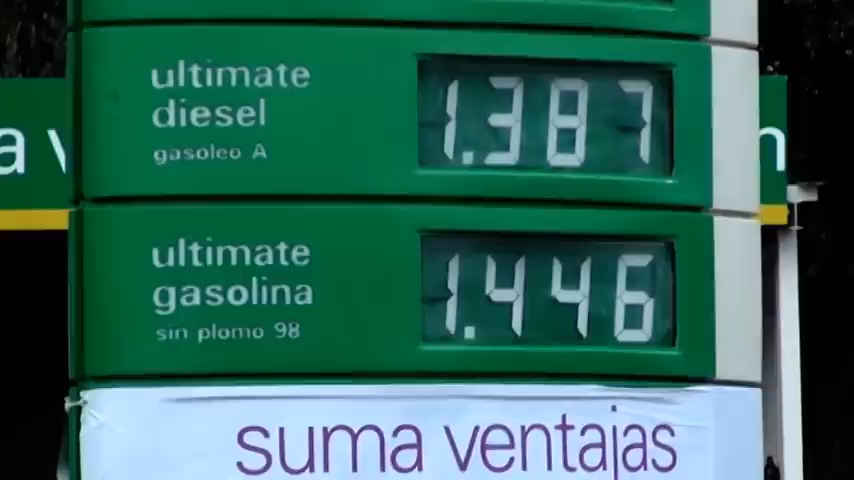 ultimate
diesel
gasoleo A
1.387
ultimate
gasolina
sin plomo 98
1.446
suma ventajas